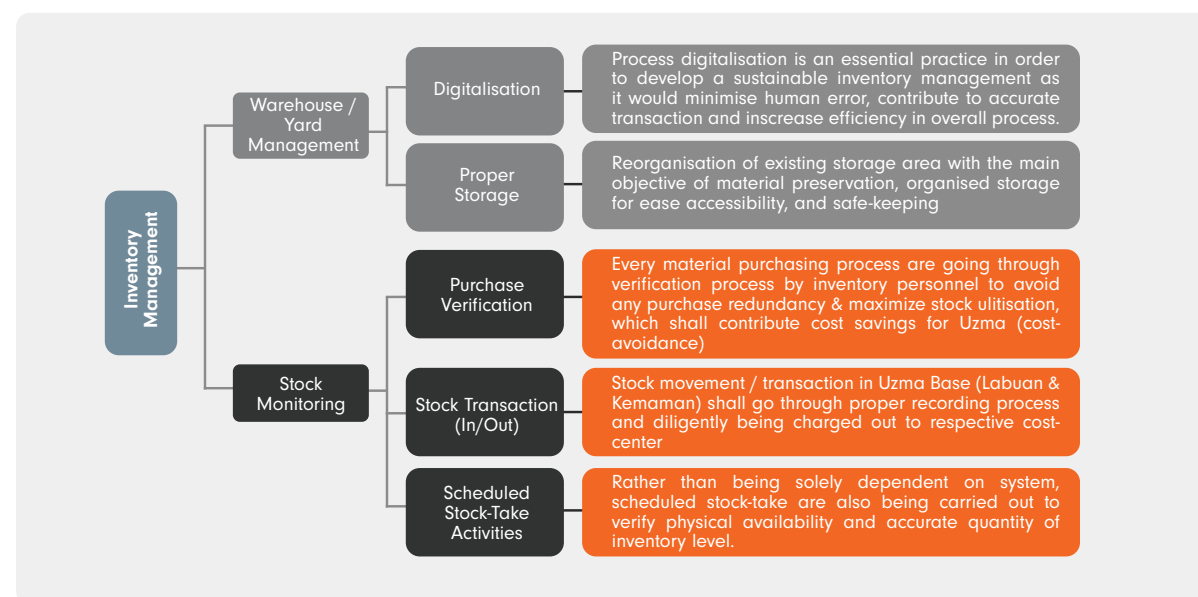 Inventory
Management
Warehouse /
Yard
Management
Digitalisation
Process digitalisation is an essential practice in order
to develop a sustainable inventory management as
it would minimise human error, contribute to accurate
transaction and inscrease efficiency in overall process.
Proper
Storage
Reorganisation of existing storage area with the main
objective of material preservation, organised storage
for ease accessibility, and safe-keeping
Stock
Monitoring
Purchase
Verification
Every material purchasing process are going through
verification process by inventory personnel to avoid
any purchase redundancy & maximize stock ulitisation,
which shall contribute cost savings for Uzma (cost-
avoidance)
Stock Transaction
(In/Out)
Stock movement / transaction in Uzma Base (Labuan &
Kemaman) shall go through proper recording process
and diligently being charged out to respective cost-
center
Scheduled
Stock-Take
Activities
Rather than being solely dependent on system,
scheduled stock-take are also being carried out to
verify physical availability and accurate quantity of
inventory level.